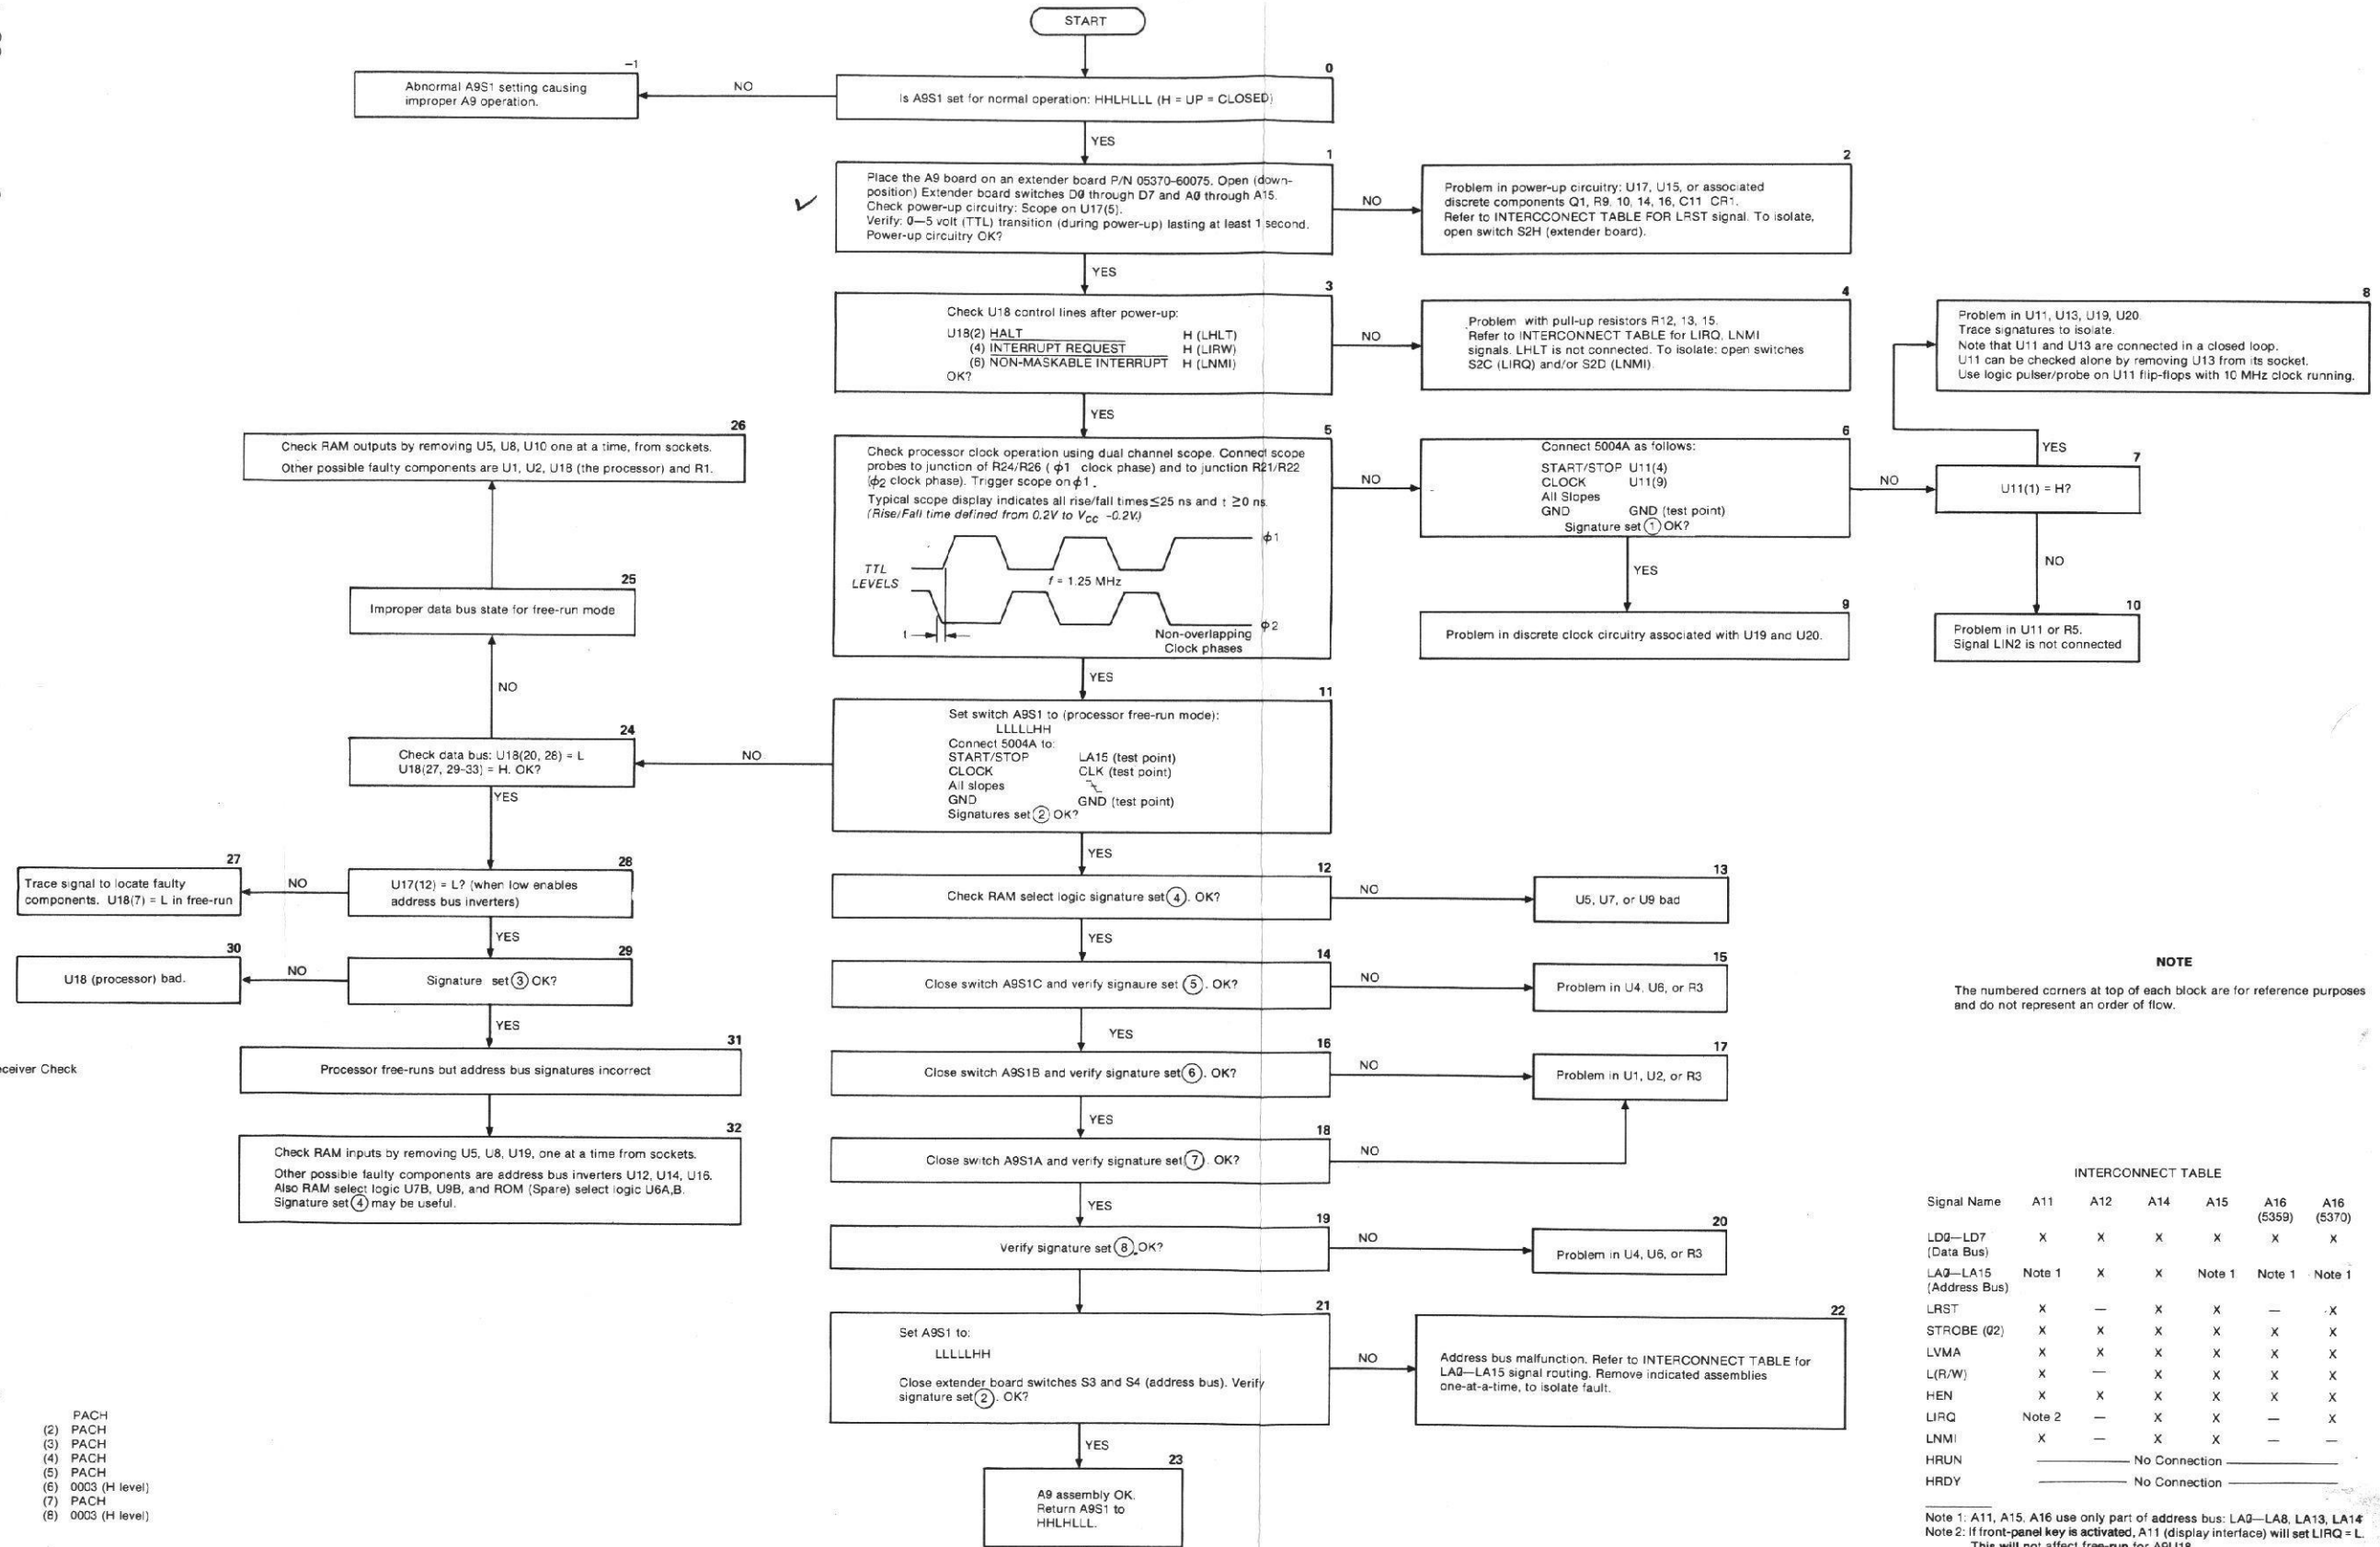 START
-1
Abnormal A9S1 setting causing
improper A9 operation.
NO
0
Is A9S1 set for normal operation: HHLHLLL (H = UP = CLOSED)
YES
1
Place the A9 board on an extender board P/N 05370-60075. Open (down-
position) Extender board switches D0 through D7 and A0 through A15.
Check power-up circuitry: Scope on U17(5).
Verify: 0—5 volt (TTL) transition (during power-up) lasting at least 1 second.
Power-up circuitry OK?
NO
2
Problem in power-up circuitry: U17, U15, or associated
discrete components Q1, R9, 10, 14, 16, C11 CR1.
Refer to INTERCCONECT TABLE FOR LRST signal. To isolate,
open switch S2H (extender board).
YES
3
Check U18 control lines after power-up:
U18(2) HALT H (LHLT)
(4) INTERRUPT REQUEST H (LIRW)
(6) NON-MASKABLE INTERRUPT H (LNMI)
OK?
NO
4
Problem with pull-up resistors R12, 13, 15.
Refer to INTERCONNECT TABLE for LIRQ, LNMI
signals. LHLT is not connected. To isolate: open switches
S2C (LIRQ) and/or S2D (LNMI).
8
Problem in U11, U13, U19, U20.
Trace signatures to isolate.
Note that U11 and U13 are connected in a closed loop.
U11 can be checked alone by removing U13 from its socket.
Use logic pulser/probe on U11 flip-flops with 10 MHz clock running.
YES
26
Check RAM outputs by removing U5, U8, U10 one at a time, from sockets.
Other possible faulty components are U1, U2, U18 (the processor) and R1.
5
Check processor clock operation using dual channel scope. Connect scope
probes to junction of R24/R26 ( ϕ1 clock phase) and to junction R21/R22
(ϕ2 clock phase). Trigger scope on ϕ1 .
Typical scope display indicates all rise/fall times ≤25 ns and t ≥0 ns.
(Rise/Fall time defined from 0.2V to Vcc -0.2V.)
ϕ1
TTL
LEVELS
f = 1.25 MHz
ϕ2
t
Non-overlapping
Clock phases
NO
6
Connect 5004A as follows:
START/STOP U11(4)
CLOCK U11(9)
All Slopes
GND GND (test point)
Signature set ① OK?
NO
YES
7
U11(1) = H?
NO
YES
9
Problem in discrete clock circuitry associated with U19 and U20.
10
Problem in U11 or R5.
Signal LIN2 is not connected
25
Improper data bus state for free-run mode
NO
YES
11
Set switch A9S1 to (processor free-run mode):
LLLLLHH
Connect 5004A to:
START/STOP LA15 (test point)
CLOCK CLK (test point)
All slopes
GND GND (test point)
Signatures set ② OK?
NO
24
Check data bus: U18(20, 28) = L
U18(27, 29-33) = H. OK?
YES
YES
27
Trace signal to locate faulty
components. U18(7) = L in free-run
NO
28
U17(12) = L? (when low enables
address bus inverters)
12
Check RAM select logic signature set ④. OK?
NO
13
U5, U7, or U9 bad
YES
YES
30
U18 (processor) bad.
NO
29
Signature set ③ OK?
14
Close switch A9S1C and verify signaure set ⑤. OK?
NO
15
Problem in U4, U6, or R3
NOTE
The numbered corners at top of each block are for reference purposes
and do not represent an order of flow.
YES
YES
31
Processor free-runs but address bus signatures incorrect
ceiver Check
16
Close switch A9S1B and verify signature set ⑥. OK?
NO
17
Problem in U1, U2, or R3
YES
32
Check RAM inputs by removing U5, U8, U19, one at a time from sockets.
Other possible faulty components are address bus inverters U12, U14, U16.
Also RAM select logic U7B, U9B, and ROM (Spare) select logic U6A,B.
Signature set ④ may be useful.
18
Close switch A9S1A and verify signature set ⑦. OK?
NO
YES
19
Verify signature set ⑧. OK?
NO
20
Problem in U4, U6, or R3
21
Set A9S1 to:
LLLLLHH
Close extender board switches S3 and S4 (address bus). Verify
signature set ②. OK?
NO
22
Address bus malfunction. Refer to INTERCONNECT TABLE for
LA0—LA15 signal routing. Remove indicated assemblies
one-at-a-time, to isolate fault.
YES
23
A9 assembly OK.
Return A9S1 to
HHLHLLL.
PACH
(2) PACH
(3) PACH
(4) PACH
(5) PACH
(6) 0003 (H level)
(7) PACH
(8) 0003 (H level)
INTERCONNECT TABLE
Signal Name A11 A12 A14 A15 A16 A16
(5359) (5370)
LD0—LD7 X X X X X X
(Data Bus)
LA0—LA15 Note 1 X X Note 1 Note 1 Note 1
(Address Bus)
LRST X — X X — X
STROBE (02) X X X X X X
LVMA X X X X X X
L(R/W) X — X X X X
HEN X X X X X X
LIRQ Note 2 — X X — X
LNMI X — X X — —
HRUN No Connection
HRDY No Connection
Note 1: A11, A15, A16 use only part of address bus: LA0—LA8, LA13, LA14
Note 2: If front-panel key is activated, A11 (display interface) will set LIRQ = L.
This will not affect free-run for A9U18